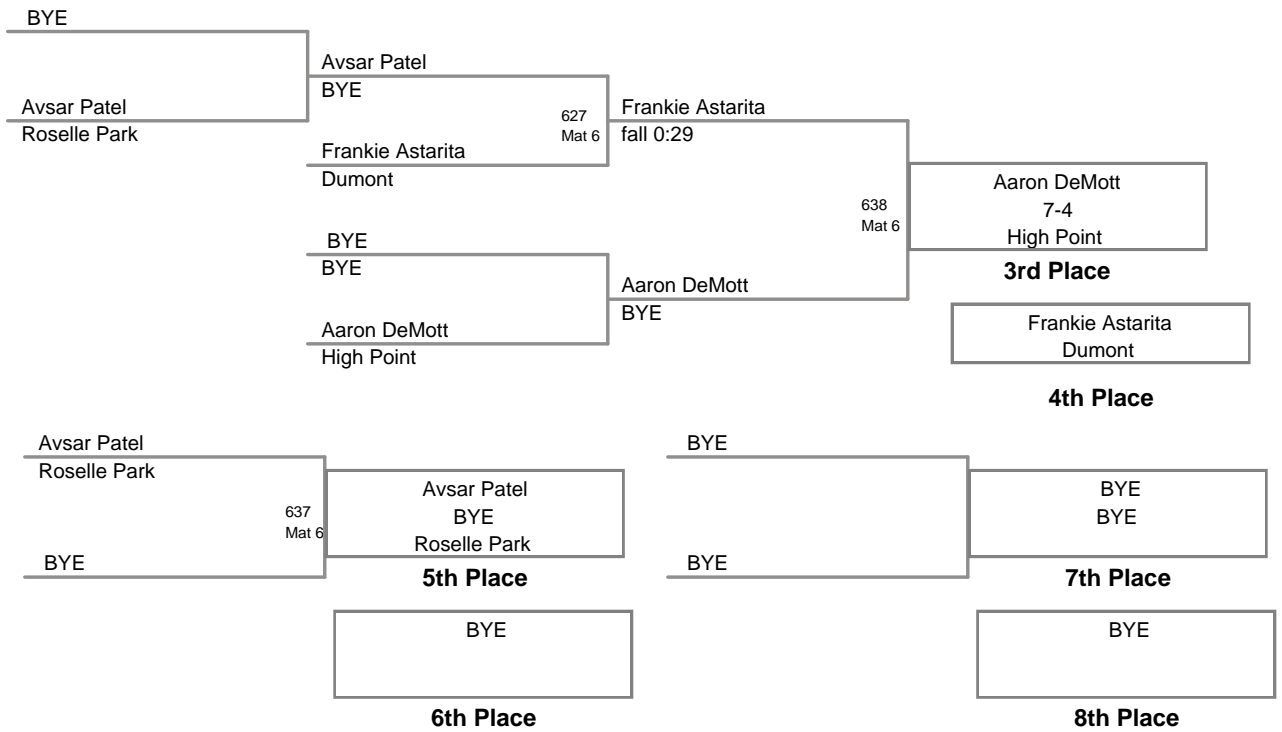 BYE
Avsar Patel
BYE
Avsar Patel
Roselle Park
627
Mat 6
Frankie Astarita
fall 0:29
Frankie Astarita
Dumont
Aaron DeMott
7-4
High Point
638
Mat 6
3rd Place
BYE
BYE
Aaron DeMott
BYE
Aaron DeMott
High Point
Frankie Astarita
Dumont
4th Place
Avsar Patel
Roselle Park
637
Mat 6
BYE
Avsar Patel
BYE
Roselle Park
5th Place
BYE
6th Place
BYE
BYE
BYE
BYE
7th Place
BYE
8th Place